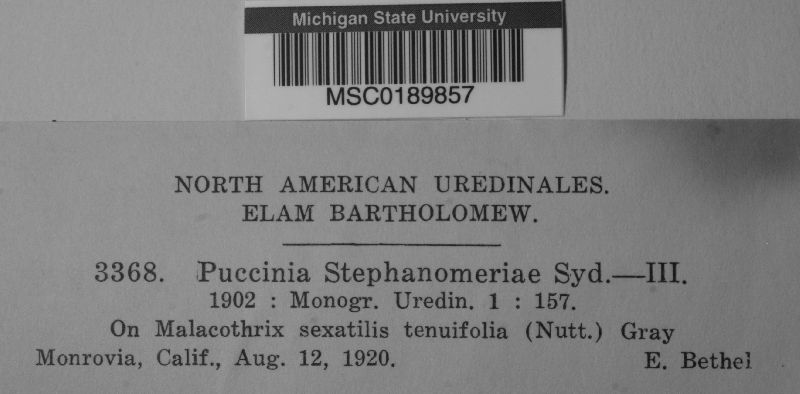 Michigan State University
MSC0189857
NORTH AMERICAN UREDINALES.
ELAM BARTHOLOMEW.
3368. Puccinia Stephanomeriae Syd.—III.
1902 : Monogr. Uredin. 1 : 157.
On Malacothrix sexatilis tenuifolia (Nutt.) Gray
Monrovia, Calif., Aug. 12, 1920. E. Bethel